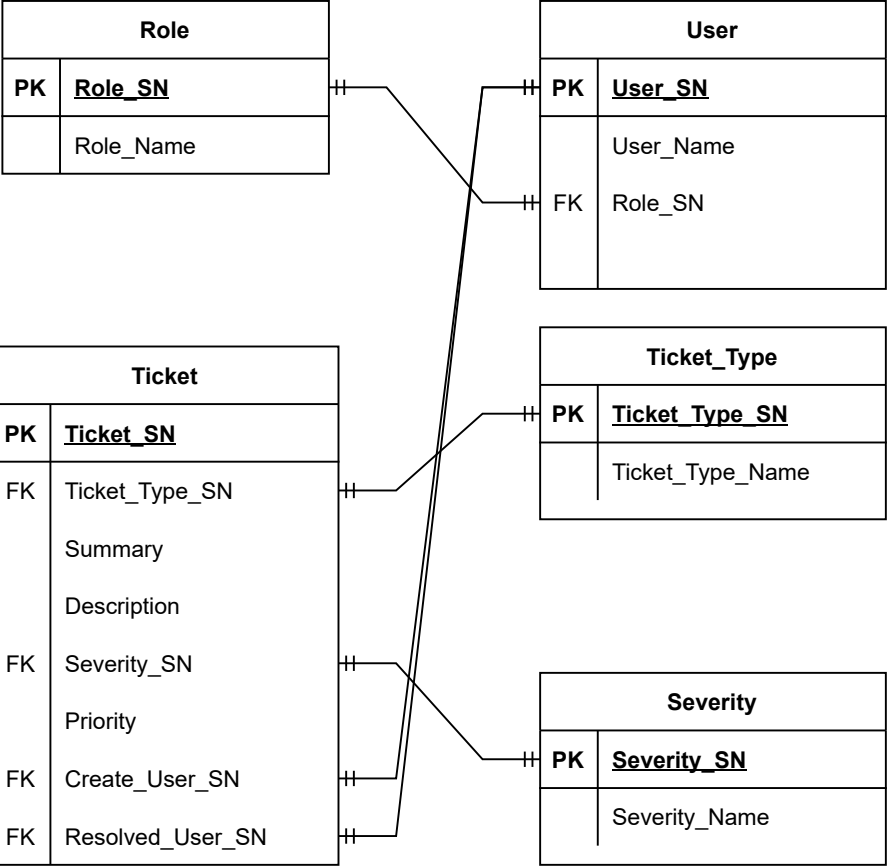 Role
PK Role_SN
Role_Name
User
PK User_SN
User_Name
FK Role_SN
Ticket
PK Ticket_SN
FK Ticket_Type_SN
Summary
Description
FK Severity_SN
Priority
FK Create_User_SN
FK Resolved_User_SN
Ticket_Type
PK Ticket_Type_SN
Ticket_Type_Name
Severity
PK Severity_SN
Severity_Name